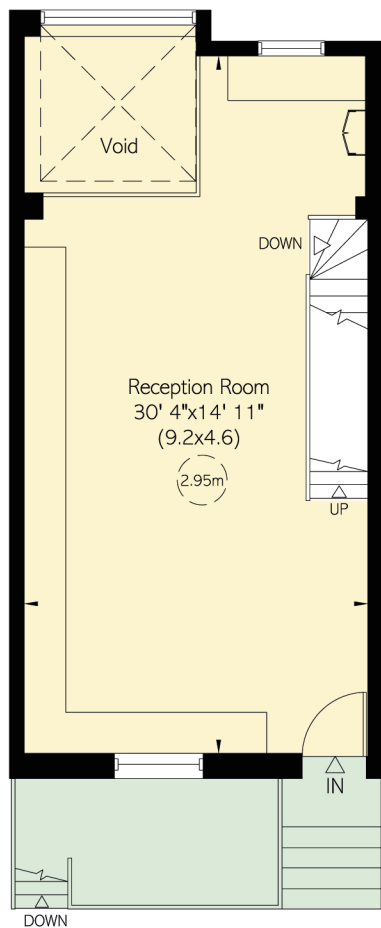 Void
DOWN
Reception Room
30' 4"x14' 11"
(9.2x4.6)
2.95m
UP
IN
DOWN